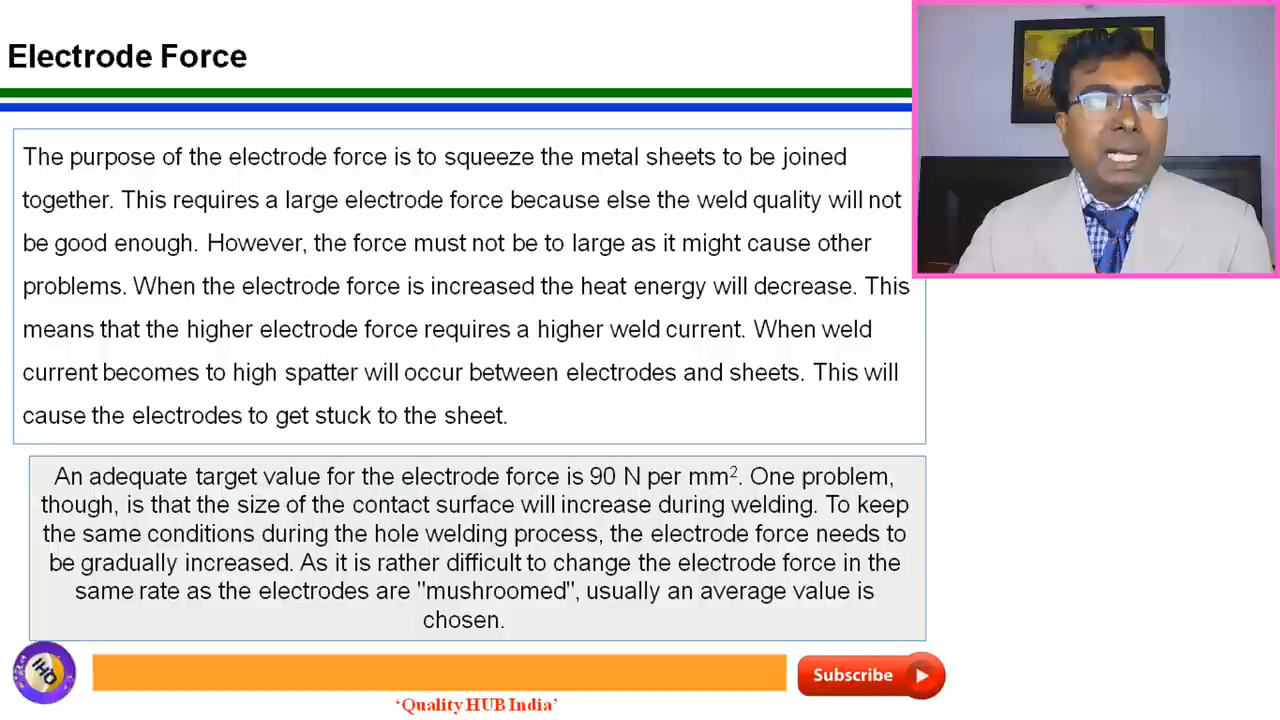 Electrode Force
The purpose of the electrode force is to squeeze the metal sheets to be joined
together. This requires a large electrode force because else the weld quality will not
be good enough. However, the force must not be to large as it might cause other
problems. When the electrode force is increased the heat energy will decrease. This
means that the higher electrode force requires a higher weld current. When weld
current becomes to high spatter will occur between electrodes and sheets. This will
cause the electrodes to get stuck to the sheet.
An adequate target value for the electrode force is 90 N per mm². One problem,
though, is that the size of the contact surface will increase during welding. To keep
the same conditions during the hole welding process, the electrode force needs to
be gradually increased. As it is rather difficult to change the electrode force in the
same rate as the electrodes are "mushroomed", usually an average value is
chosen.
Subscribe
‘Quality HUB India’